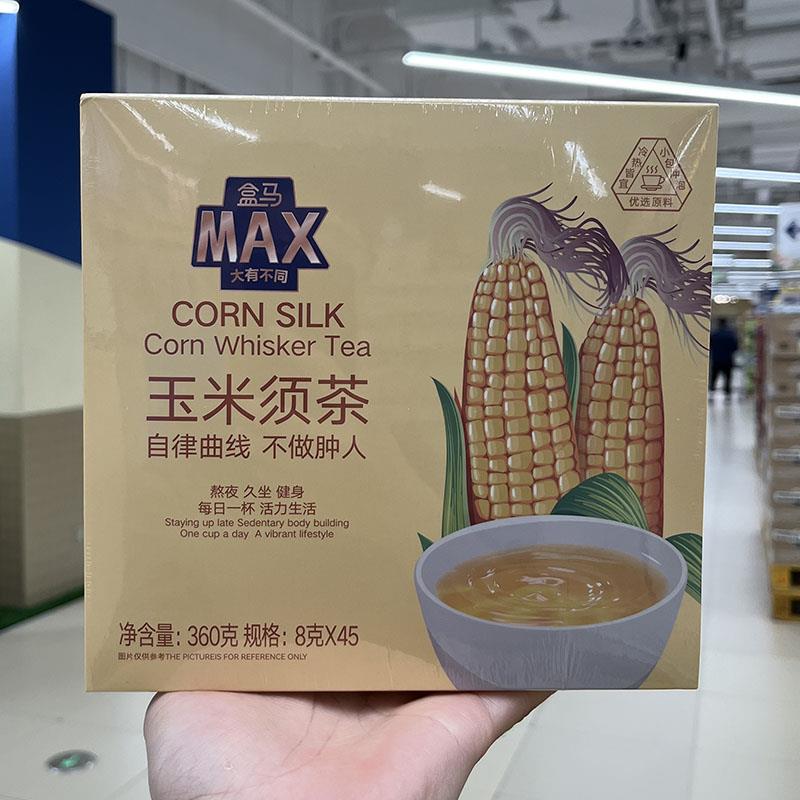 盒马
MAX
大有不同
冷热皆宜
小包冲泡
优选原料
CORN SILK
Corn Whisker Tea
玉米须茶
自律曲线 不做肿人
熬夜 久坐 健身
每日一杯 活力生活
Staying up late Sedentary body building
One cup a day A vibrant lifestyle
净含量: 360克 规格: 8克X45
图片仅供参考THE PICTUREIS FOR REFERENCE ONLY